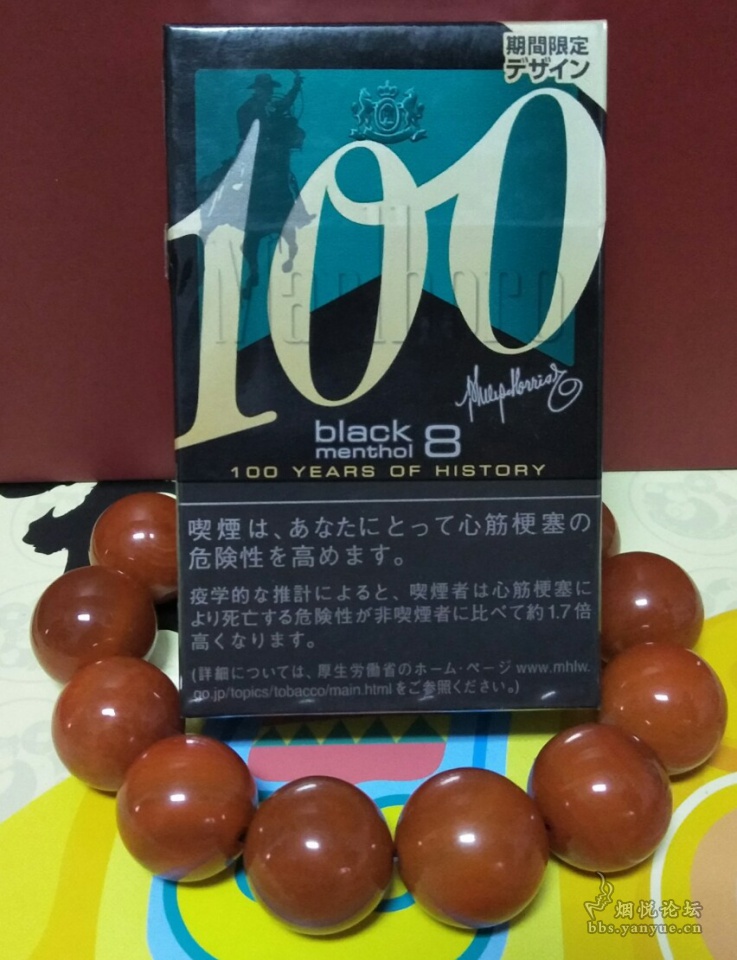 期間限定
デザイン
100
Marlboro
Philip Morris
black
menthol 8
100 YEARS OF HISTORY
喫煙は、あなたにとって心筋梗塞の
危険性を高めます。
疫学的な推計によると、喫煙者は心筋梗塞に
より死亡する危険性が非喫煙者に比べて約1.7倍
高くなります。
(詳細については、厚生労働省のホーム・ページ www.mhlw.
go.jp/topics/tobacco/main.htmlをご参照ください。)
烟悦论坛
bbs.yanyue.cn